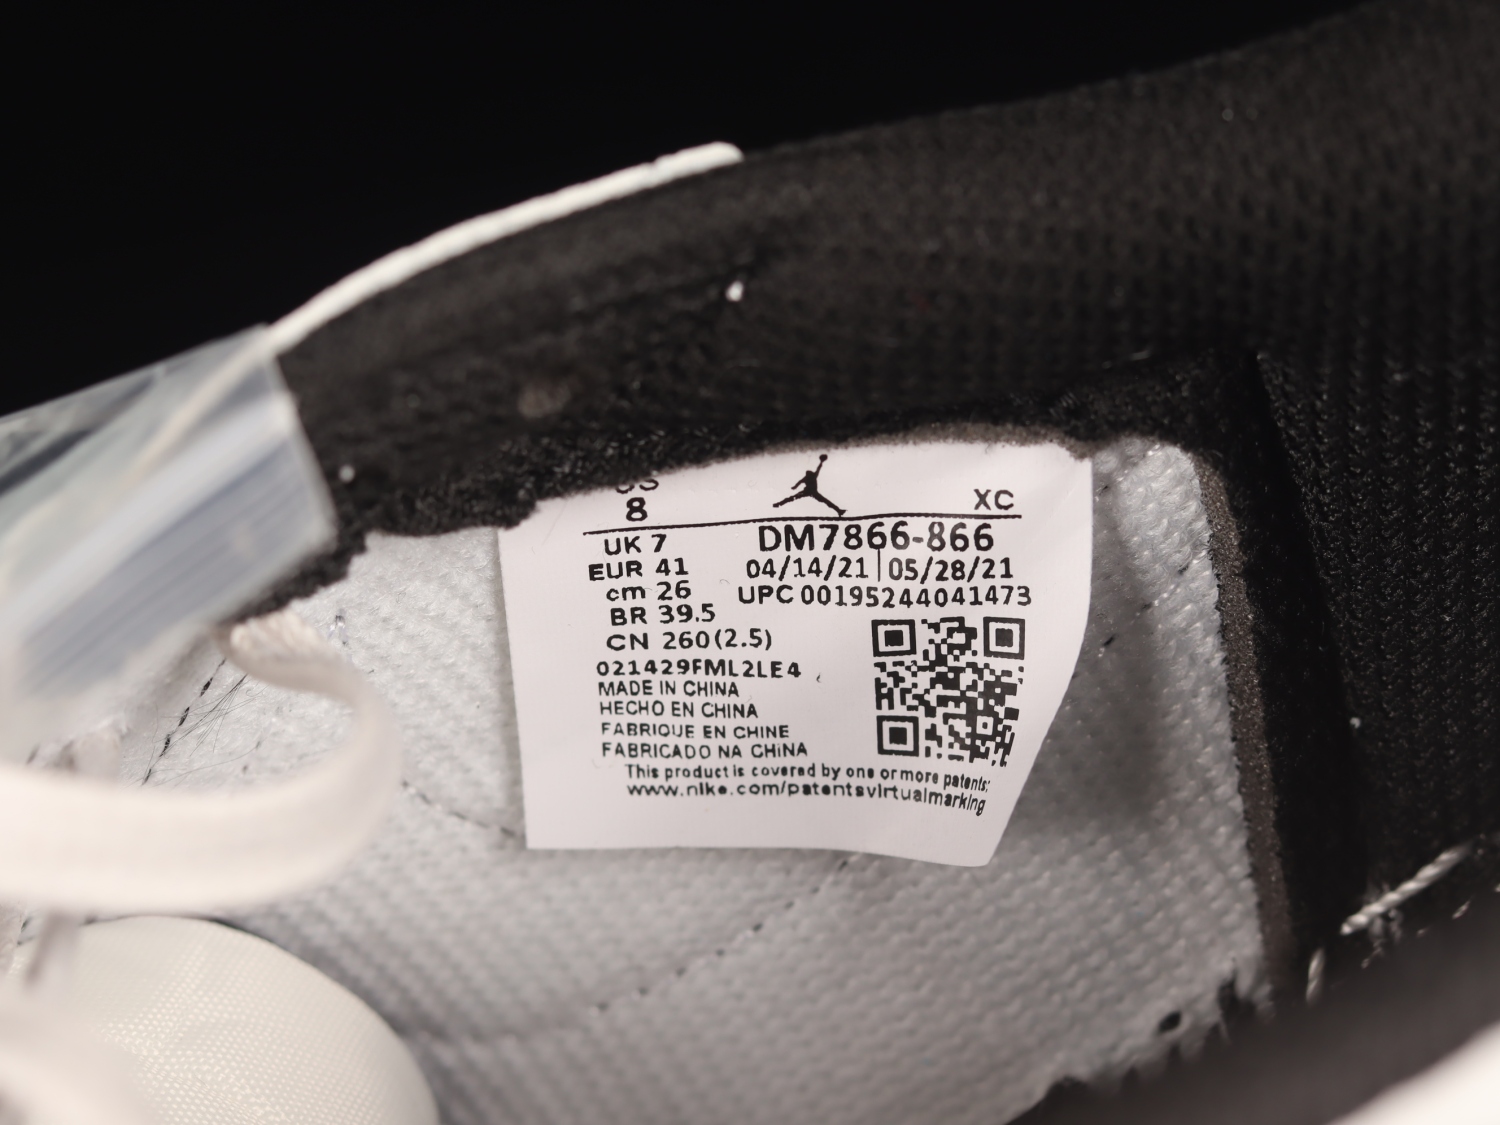 US
8
XC
UK 7
DM7866-866
EUR 41
04/14/21 | 05/28/21
cm 26
UPC 00195244041473
BR 39.5
CN 260(2.5)
021429FML2LE4
MADE IN CHINA
HECHO EN CHINA
FABRIQUE EN CHINE
FABRICADO NA CHINA
This product is covered by one or more patents:
www.nike.com/patentsvirtualmarking